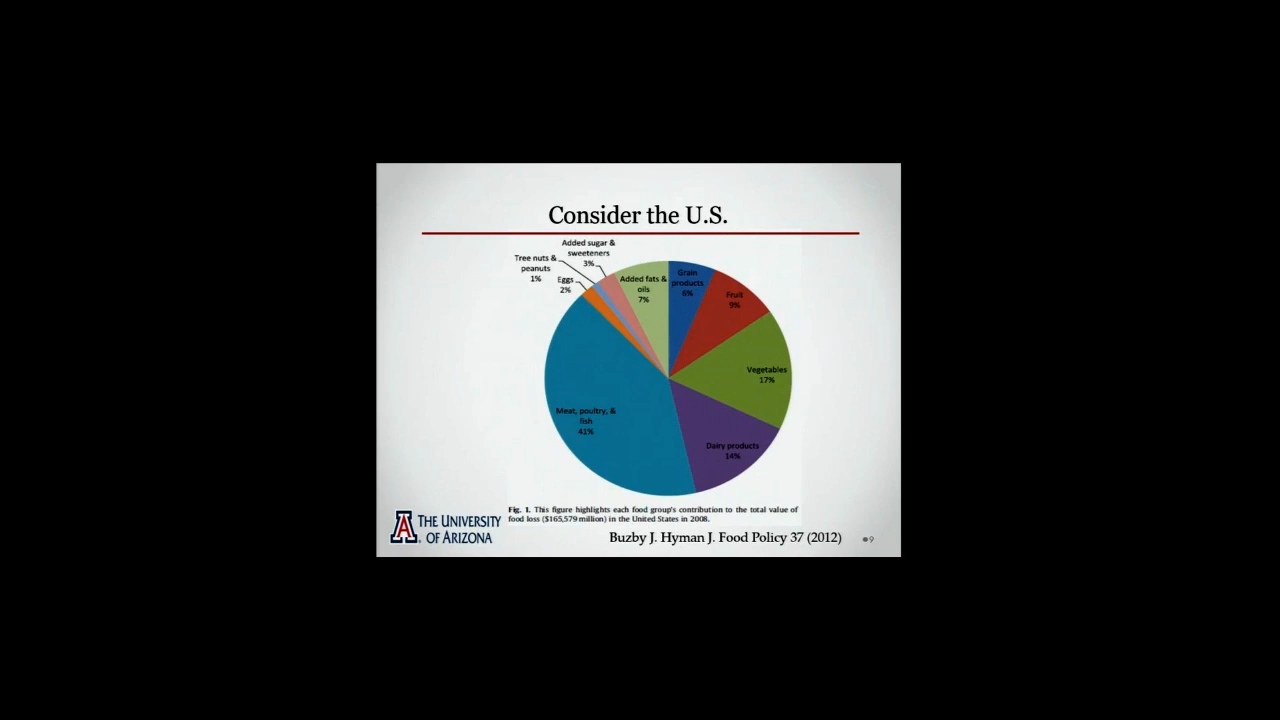 Consider the U.S.
Added sugar &
sweeteners
3%
Tree nuts &
peanuts
1%
Eggs
2%
Added fats &
oils
7%
Grain
products
6%
Fruit
9%
Vegetables
17%
Meat, poultry, &
fish
41%
Dairy products
14%
Fig. 1. This figure highlights each food group's contribution to the total value of
food loss ($165,579 million) in the United States in 2008.
A
THE UNIVERSITY
OF ARIZONA
Buzby J. Hyman J. Food Policy 37 (2012)
9